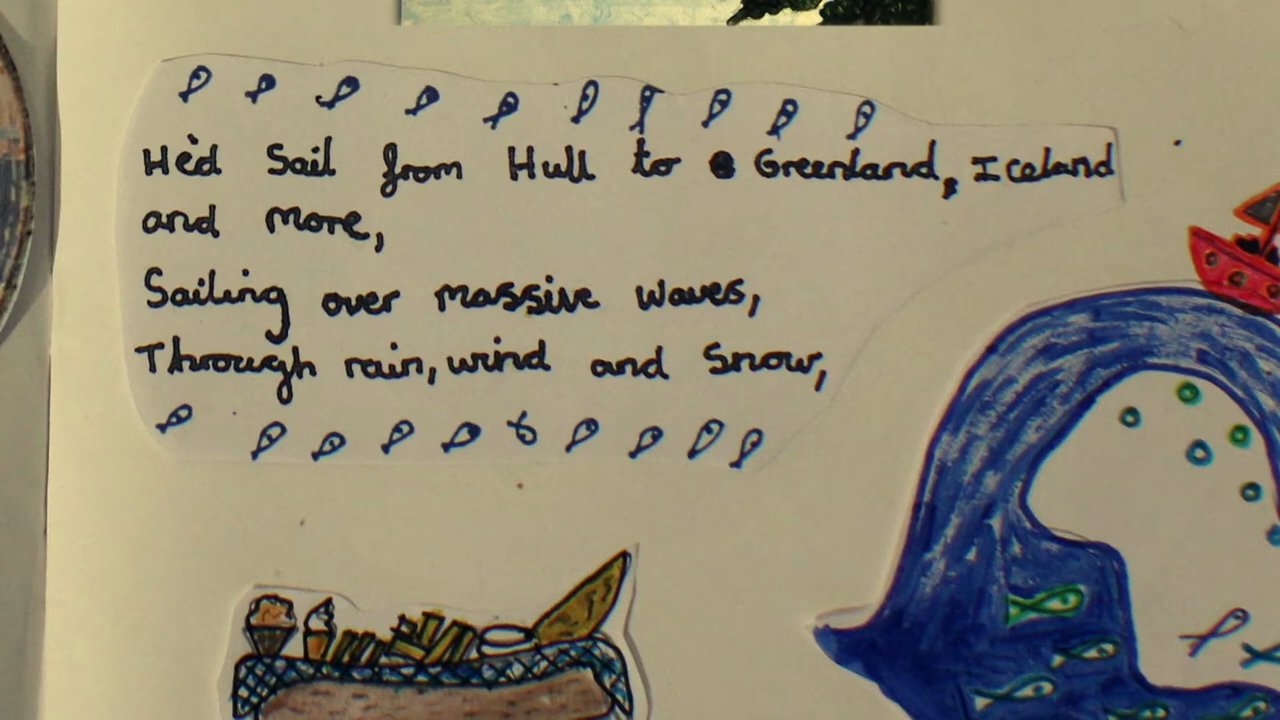 He'd Sail from Hull to Greenland, Iceland
and more,
Sailing over massive waves,
Through rain, wind and Snow,